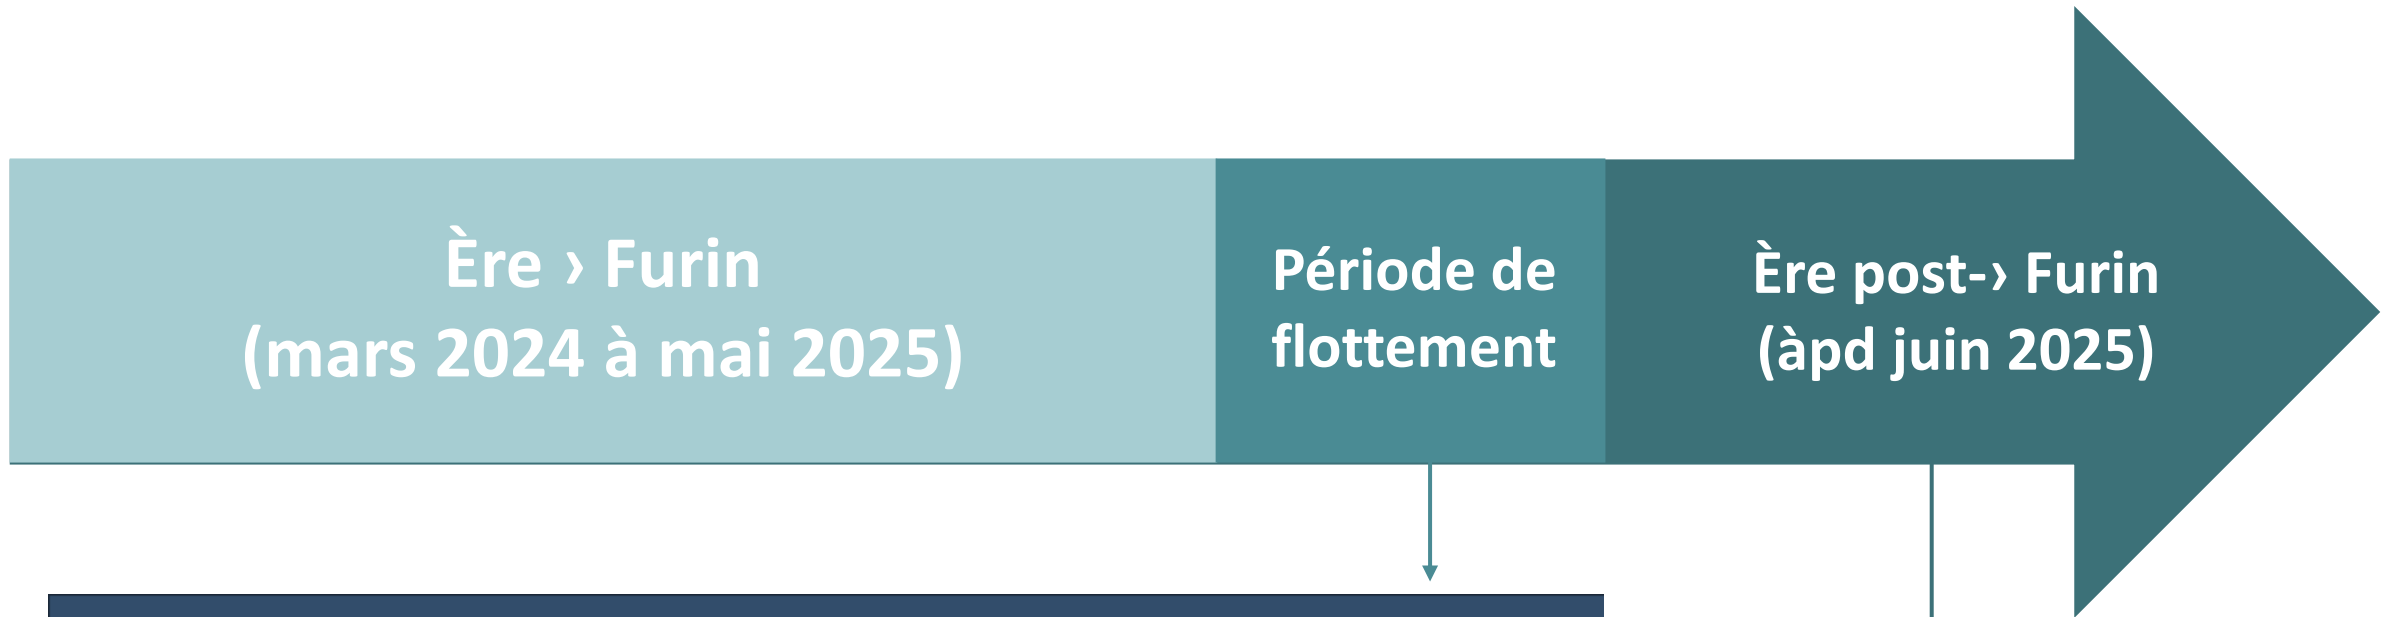 Ère › Furin
(mars 2024 à mai 2025)
Période de
flottement
Ère post-› Furin
(àpd juin 2025)